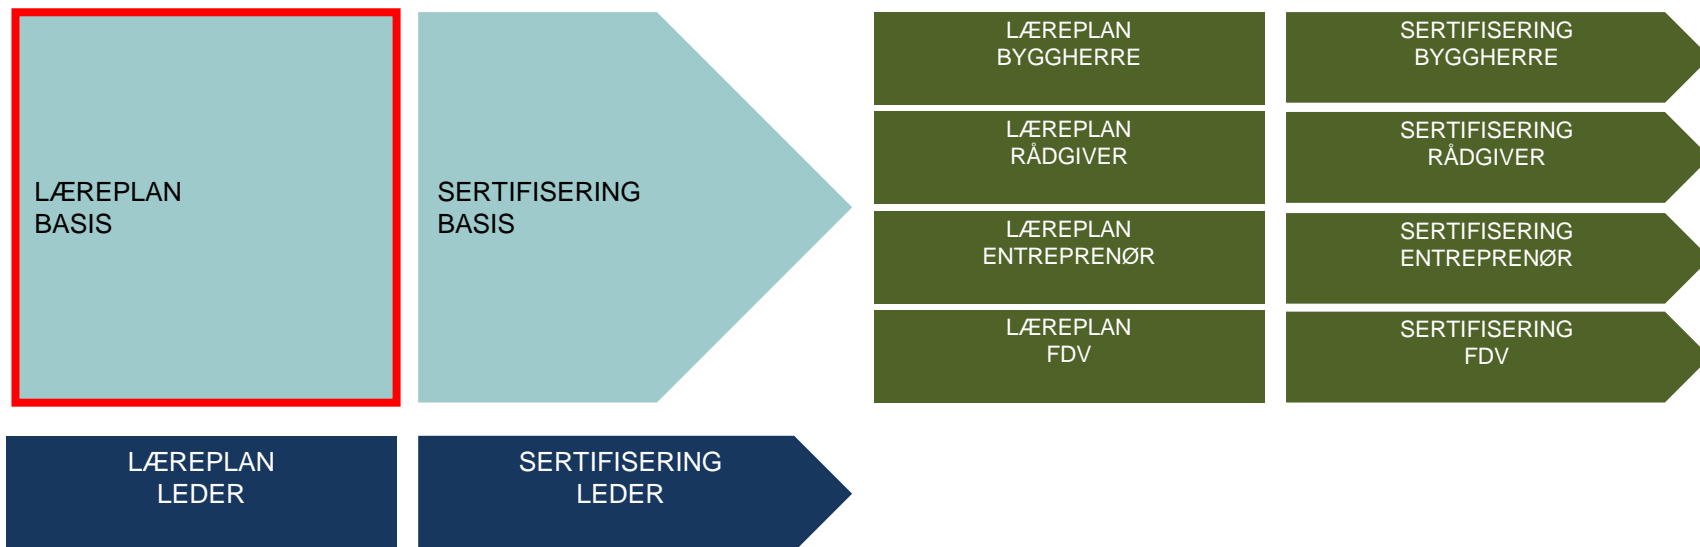 LÆREPLAN
BASIS
SERTIFISERING
BASIS
LÆREPLAN
BYGGHERRE
SERTIFISERING
BYGGHERRE
LÆREPLAN
RÅDGIVER
SERTIFISERING
RÅDGIVER
LÆREPLAN
ENTREPRENØR
SERTIFISERING
ENTREPRENØR
LÆREPLAN
FDV
SERTIFISERING
FDV
LÆREPLAN
LEDER
SERTIFISERING
LEDER